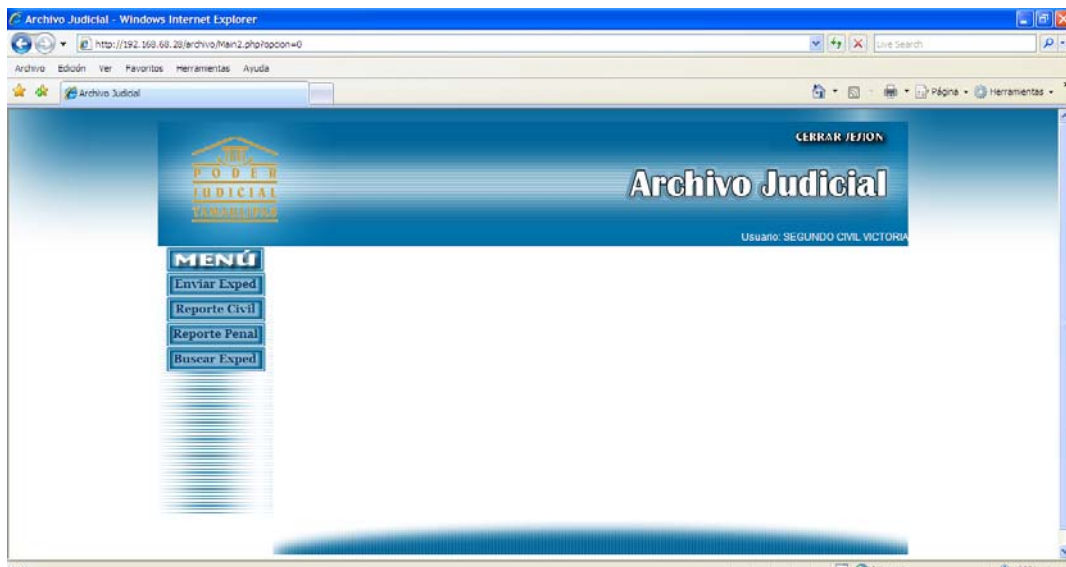 Archivo Judicial - Windows Internet Explorer
http://192.168.68.28/archivo/Main2.php?opcion=0
Live Search
Archivo Edición Ver Favoritos Herramientas Ayuda
Archivo Judicial
Página Herramientas
CERRAR SESION
PODER
JUDICIAL
TAMAULIPAS
Archivo Judicial
Usuario: SEGUNDO CIVIL VICTORIA
MENÚ
Enviar Exped
Reporte Civil
Reporte Penal
Buscar Exped